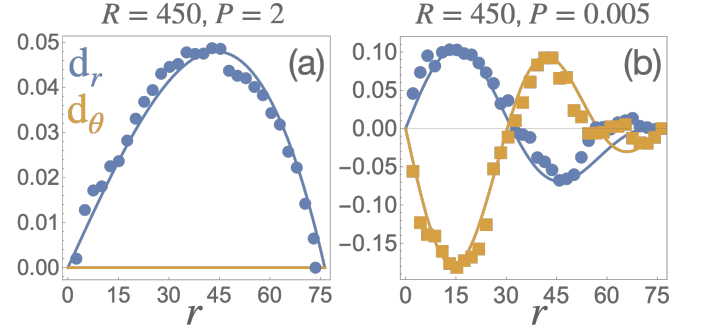 R = 450, P = 2
R = 450, P = 0.005
(a)
d_r
d_θ
0.05
0.04
0.03
0.02
0.01
0.00
0 15 30 45 60 75
r
(b)
0.10
0.05
0.00
−0.05
−0.10
−0.15
0 15 30 45 60 75
r